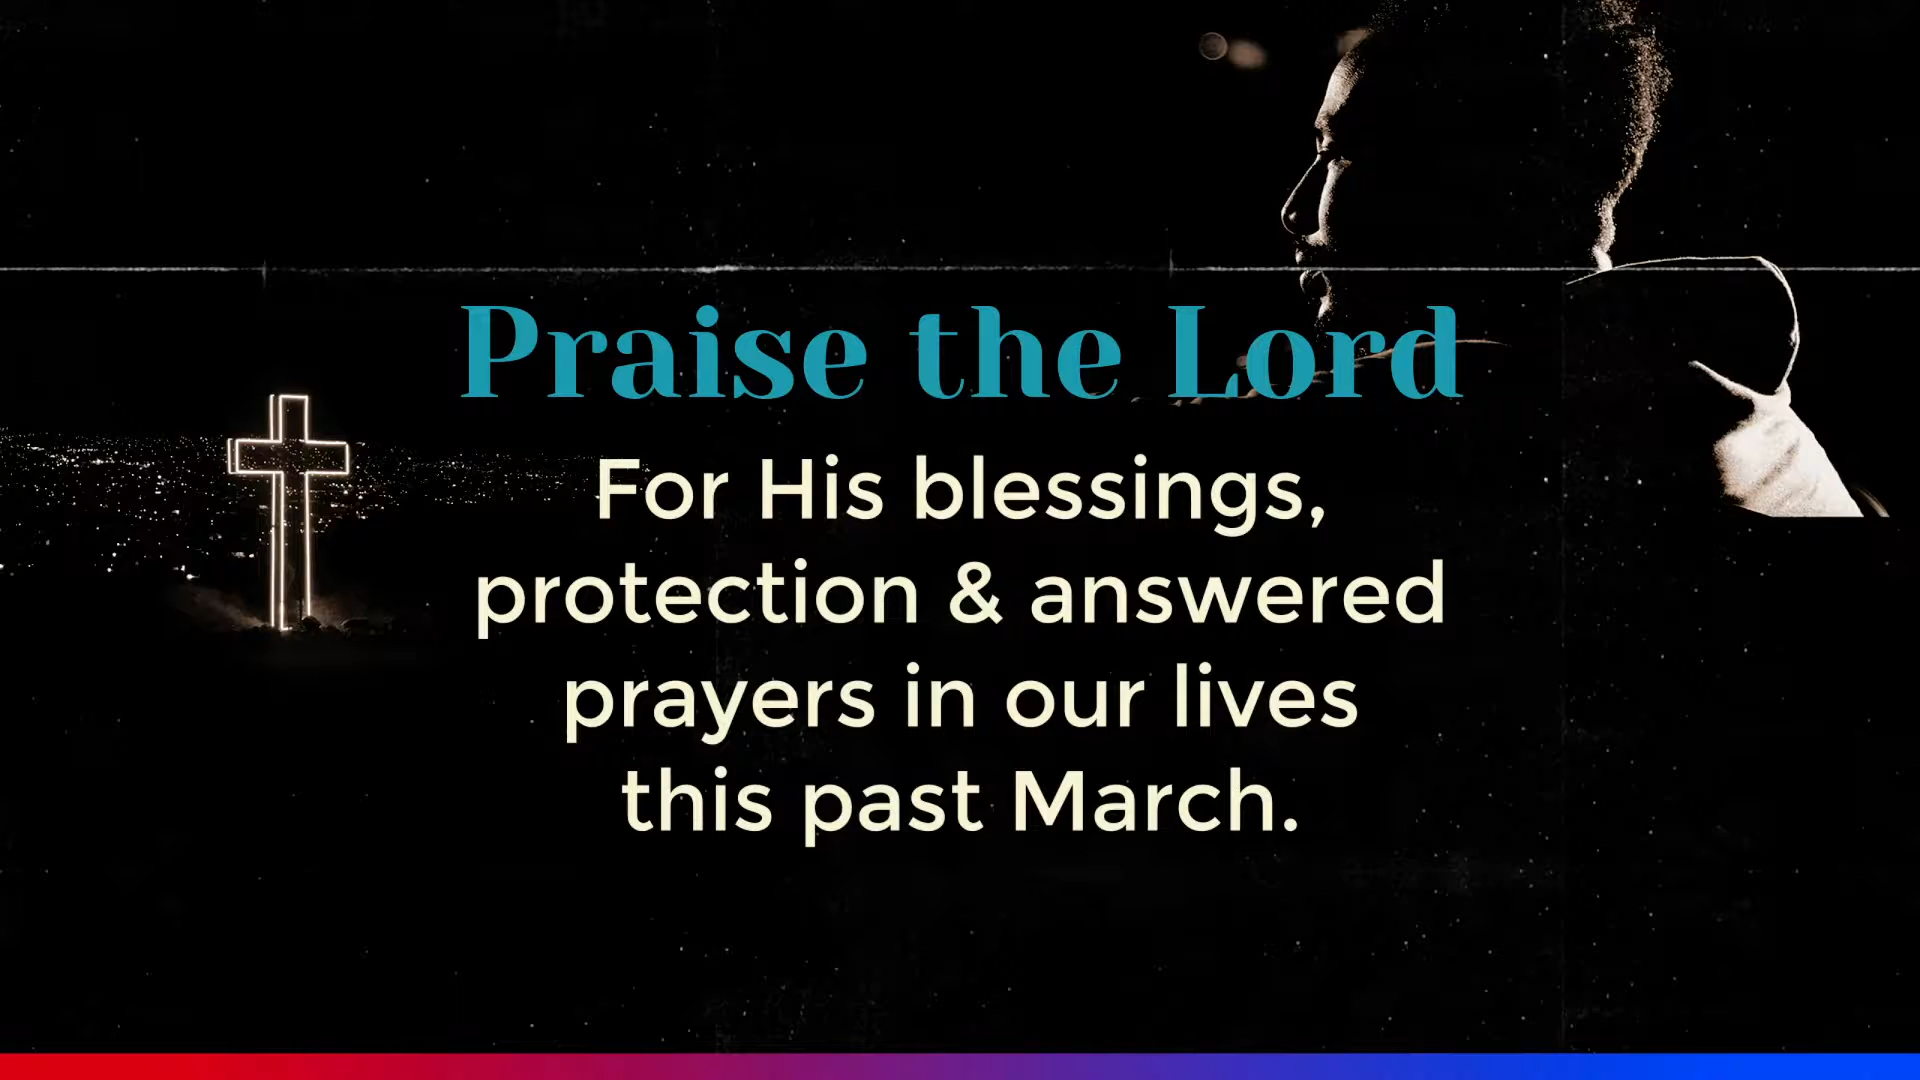 Praise the Lord
For His blessings,
protection & answered
prayers in our lives
this past March.